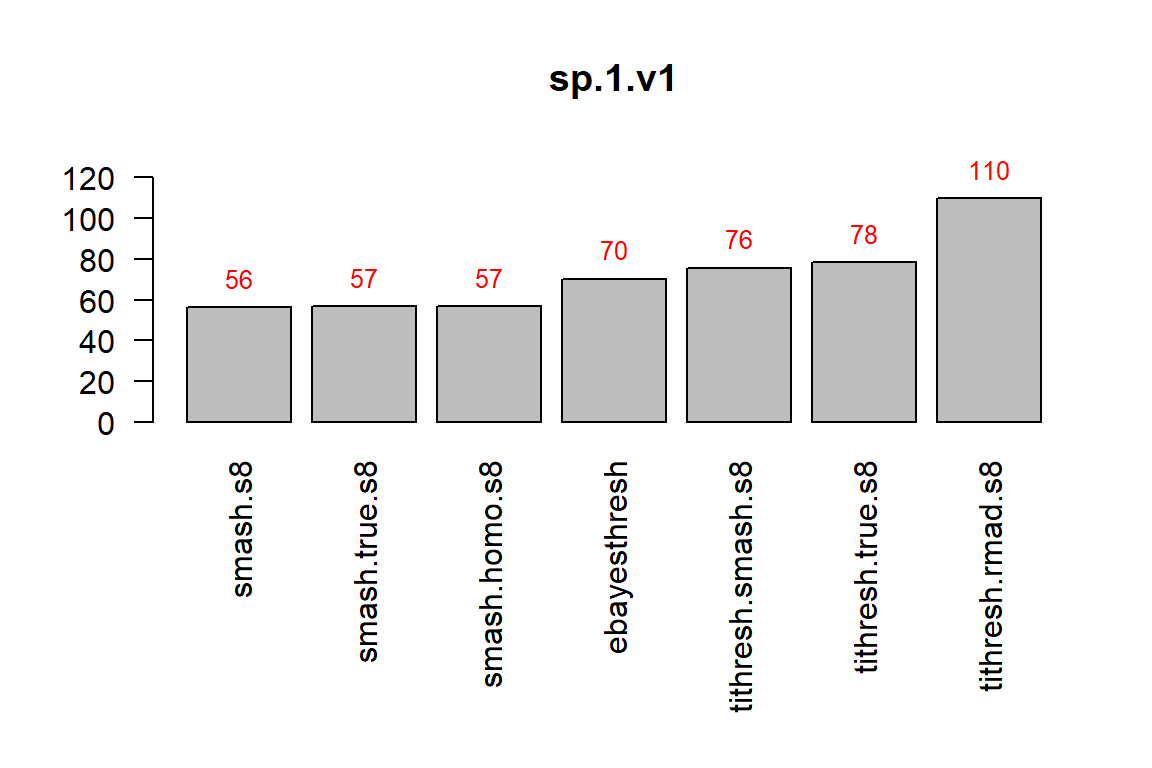 sp.1.v1
120
100
80
60
40
20
0
56
57
57
70
76
78
110
smash.s8
smash.true.s8
smash.homo.s8
ebayesthresh
tithresh.smash.s8
tithresh.true.s8
tithresh.rmad.s8